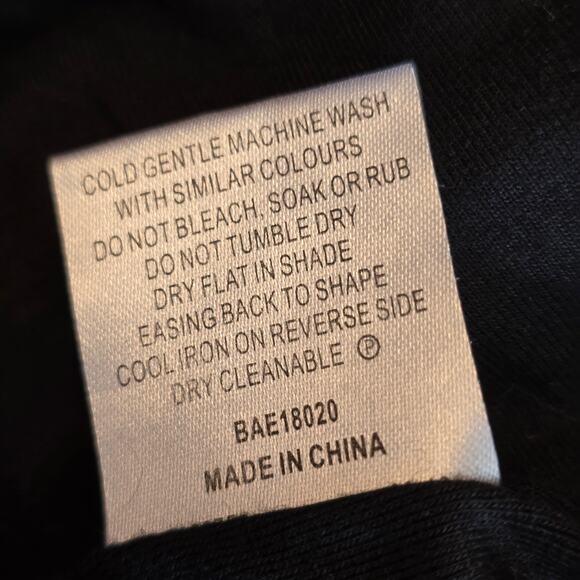 COLD GENTLE MACHINE WASH
WITH SIMILAR COLOURS
DO NOT BLEACH, SOAK OR RUB
DO NOT TUMBLE DRY
DRY FLAT IN SHADE
EASING BACK TO SHAPE
COOL IRON ON REVERSE SIDE
DRY CLEANABLE Ⓟ
BAE18020
MADE IN CHINA